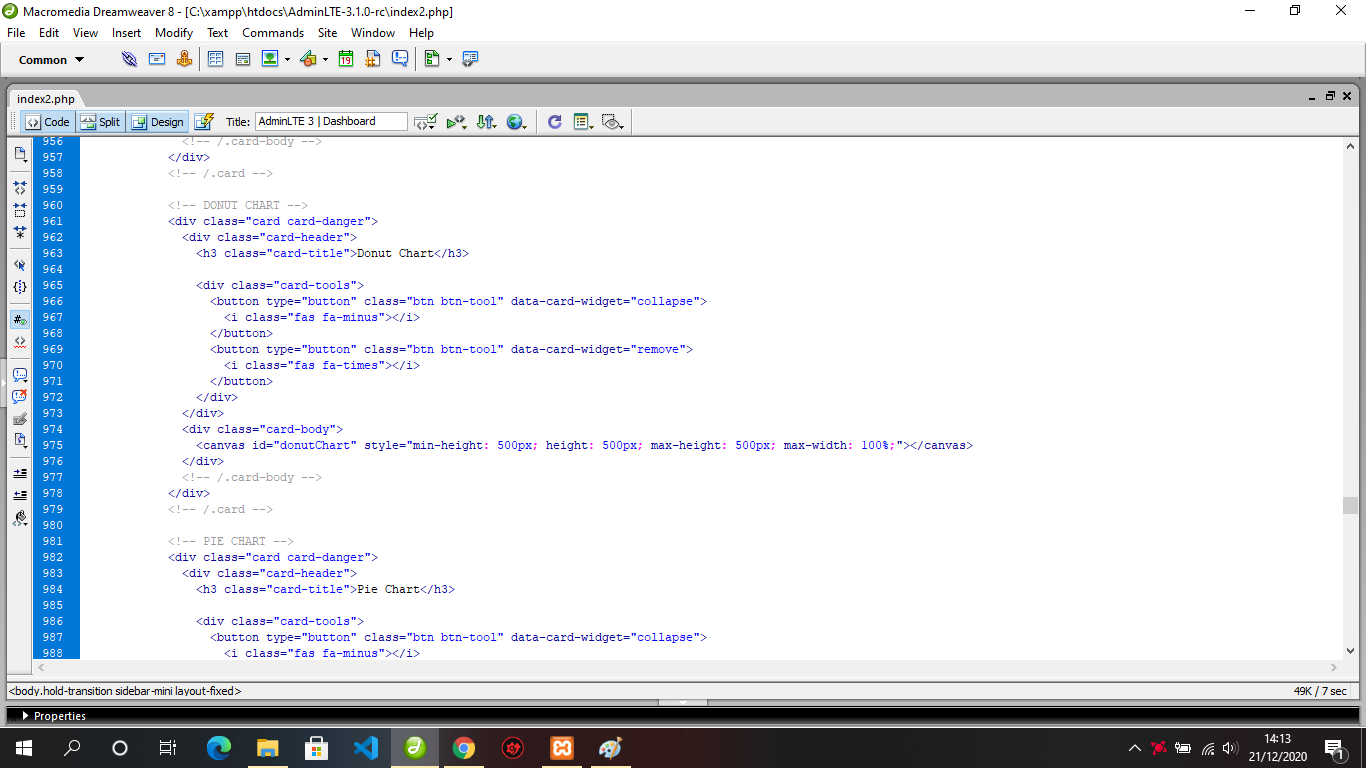 Macromedia Dreamweaver 8 - [C:\xampp\htdocs\AdminLTE-3.1.0-rc\index2.php]
File Edit View Insert Modify Text Commands Site Window Help
Common
19
index2.php
Code Split Design Title: AdminLTE 3 | Dashboard
956 <!-- /.card-body -->
957 </div>
958 <!-- /.card -->
959
960 <!-- DONUT CHART -->
961 <div class="card card-danger">
962 <div class="card-header">
963 <h3 class="card-title">Donut Chart</h3>
964
965 <div class="card-tools">
966 <button type="button" class="btn btn-tool" data-card-widget="collapse">
967 <i class="fas fa-minus"></i>
968 </button>
969 <button type="button" class="btn btn-tool" data-card-widget="remove">
970 <i class="fas fa-times"></i>
971 </button>
972 </div>
973 </div>
974 <div class="card-body">
975 <canvas id="donutChart" style="min-height: 500px; height: 500px; max-height: 500px; max-width: 100%;"></canvas>
976 </div>
977 <!-- /.card-body -->
978 </div>
979 <!-- /.card -->
980
981 <!-- PIE CHART -->
982 <div class="card card-danger">
983 <div class="card-header">
984 <h3 class="card-title">Pie Chart</h3>
985
986 <div class="card-tools">
987 <button type="button" class="btn btn-tool" data-card-widget="collapse">
988 <i class="fas fa-minus"></i>
<body.hold-transition sidebar-mini layout-fixed> 49K / 7 sec
Properties
14:13
21/12/2020
1